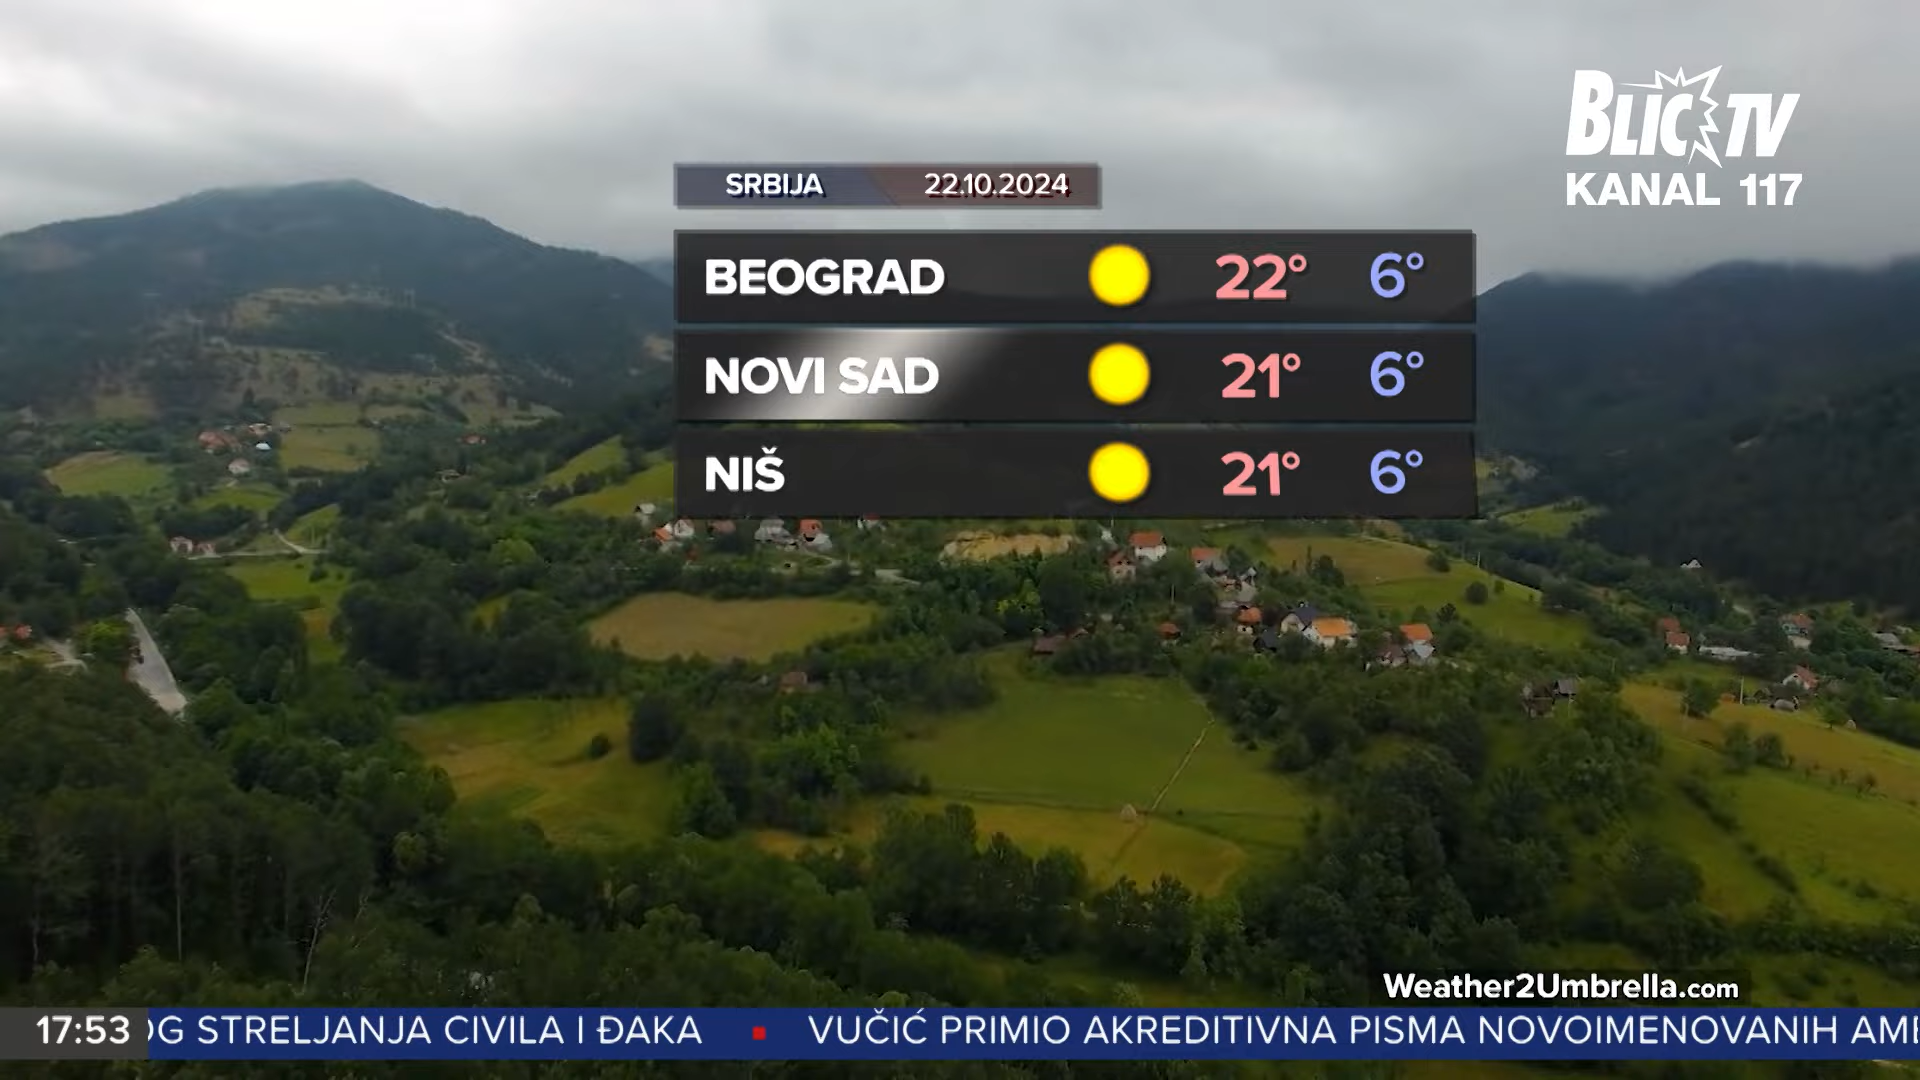 BLIC TV
KANAL 117
SRBIJA 22.10.2024
BEOGRAD 22° 6°
NOVI SAD 21° 6°
NIŠ 21° 6°
Weather2Umbrella.com
17:53 STRELJANJA CIVILA I ĐAKA VUČIĆ PRIMIO AKREDITIVNA PISMA NOVOIMENOVANIH